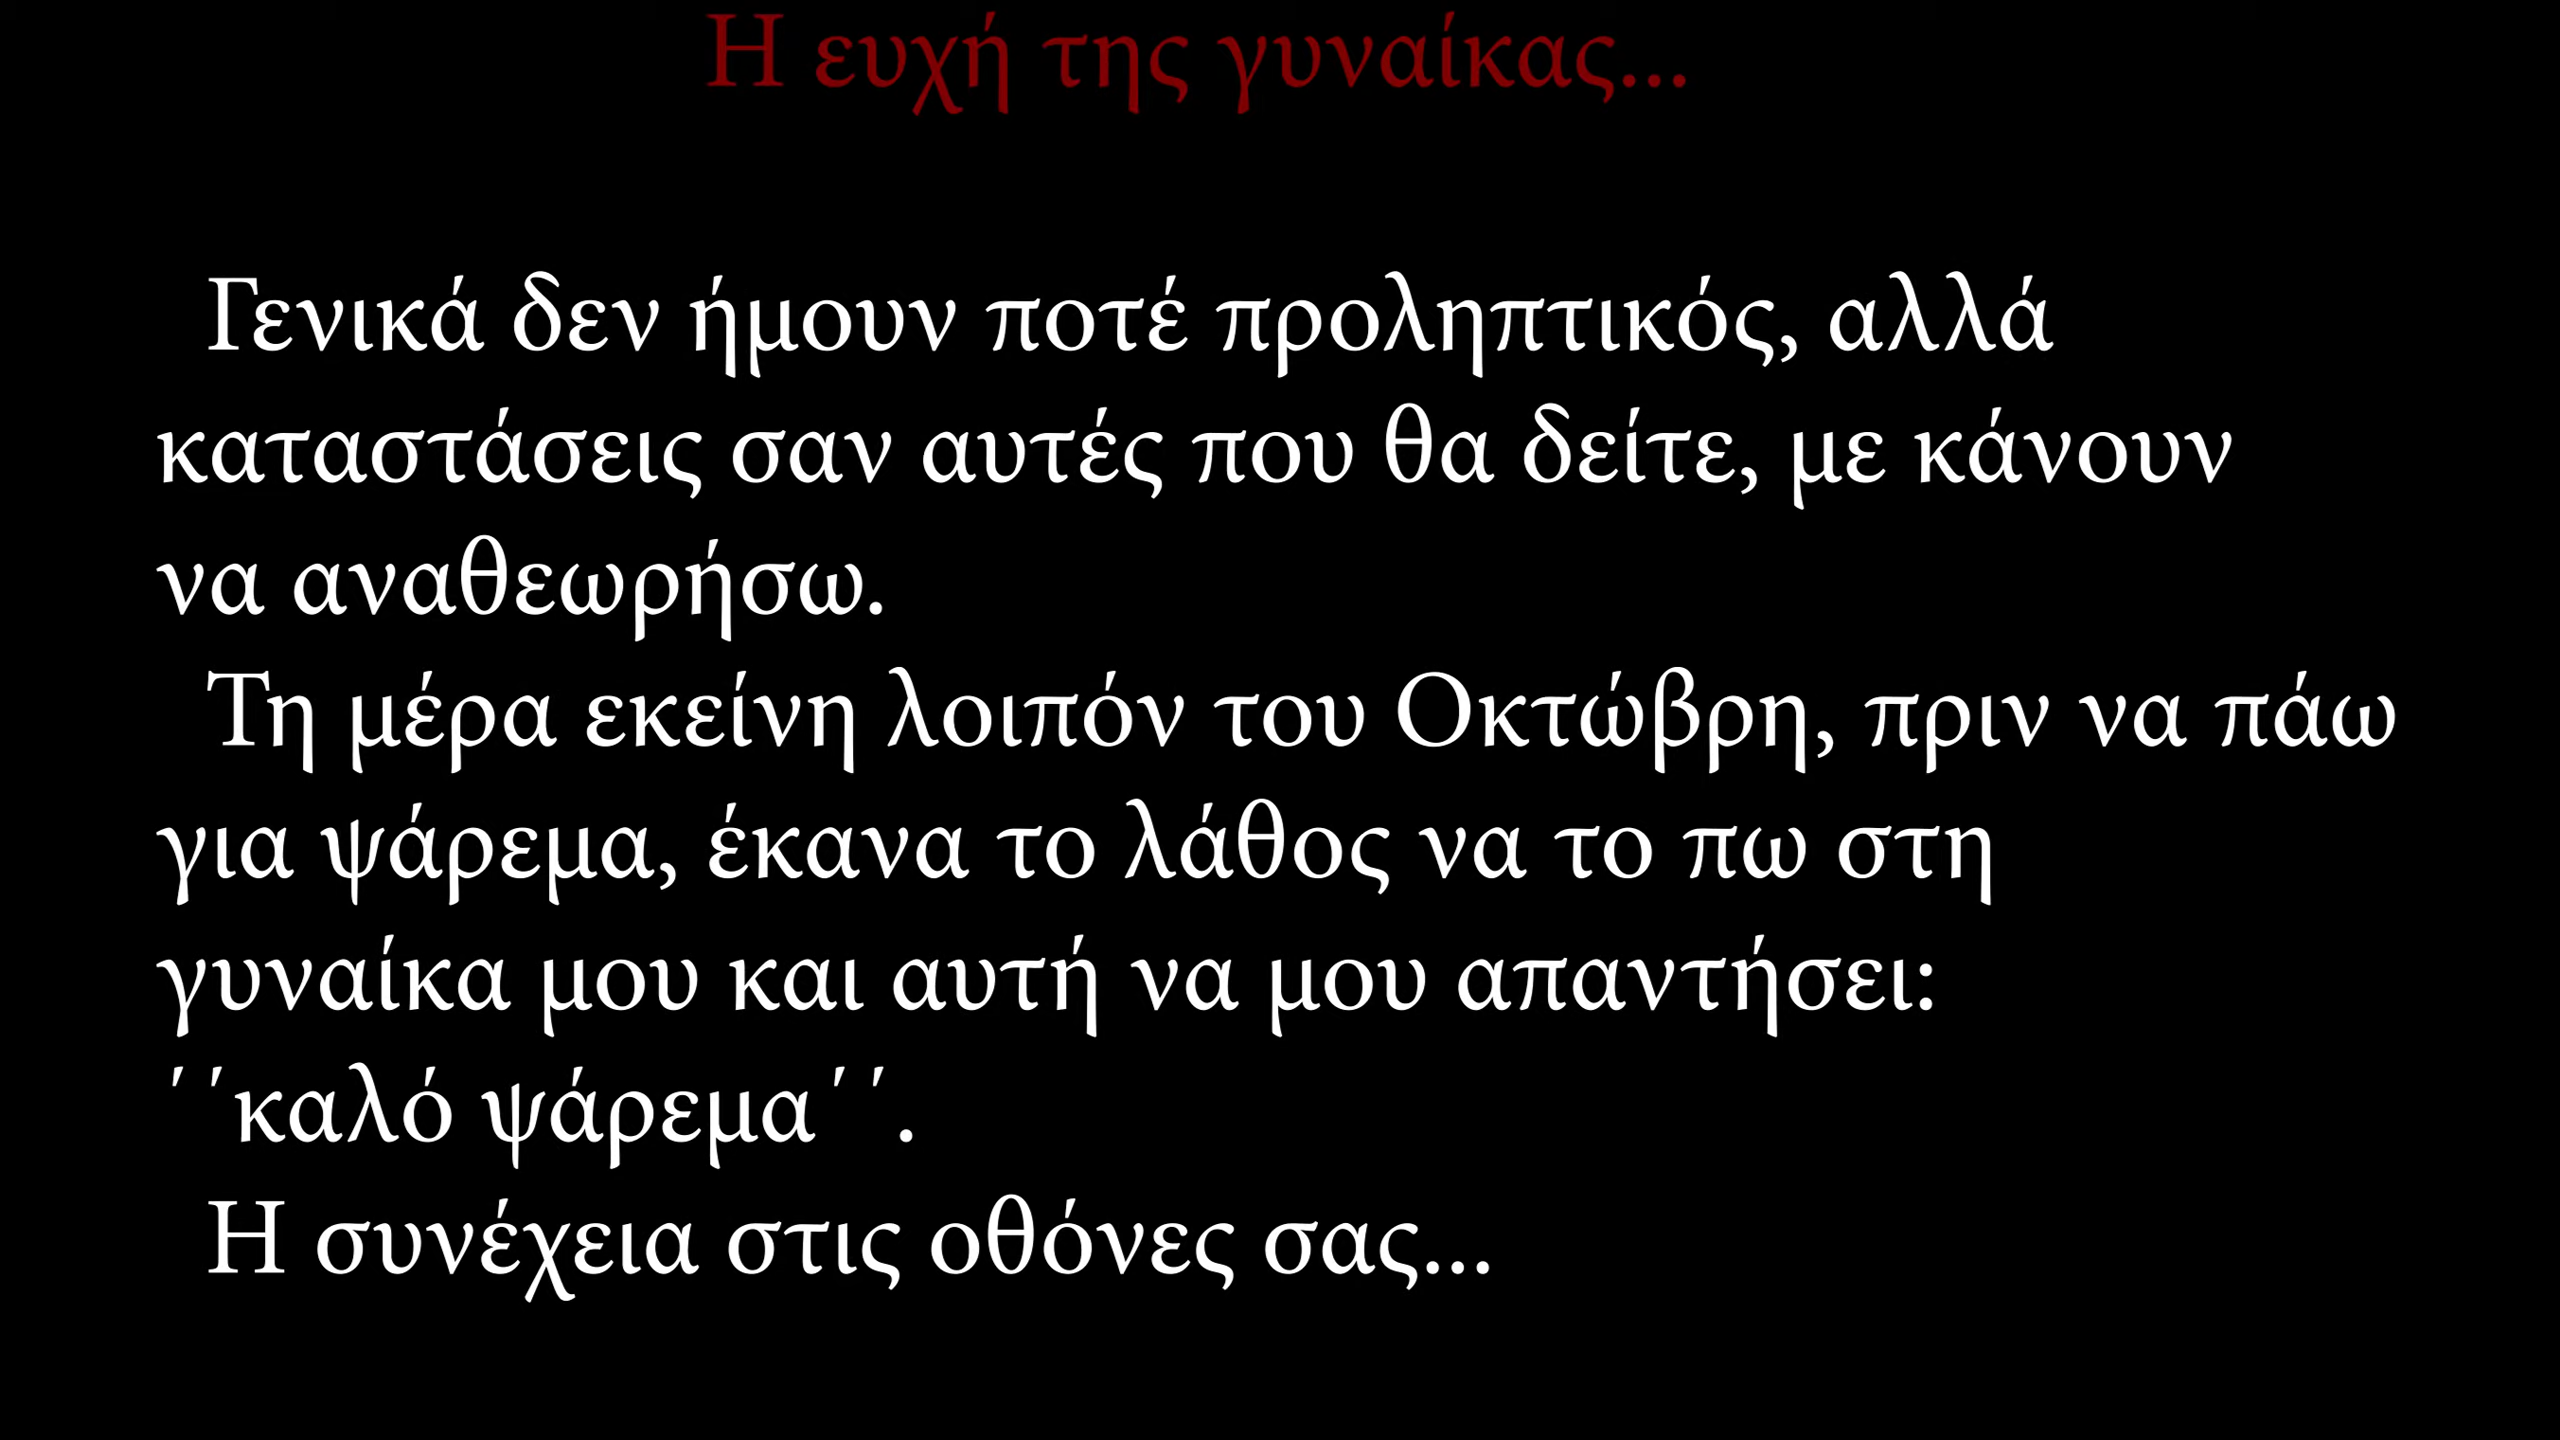 Η ευχή της γυναίκας...
Γενικά δεν ήμουν ποτέ προληπτικός, αλλά
καταστάσεις σαν αυτές που θα δείτε, με κάνουν
να αναθεωρήσω.
Τη μέρα εκείνη λοιπόν του Οκτώβρη, πριν να πάω
για ψάρεμα, έκανα το λάθος να το πω στη
γυναίκα μου και αυτή να μου απαντήσει:
΄΄καλό ψάρεμα΄΄.
Η συνέχεια στις οθόνες σας...